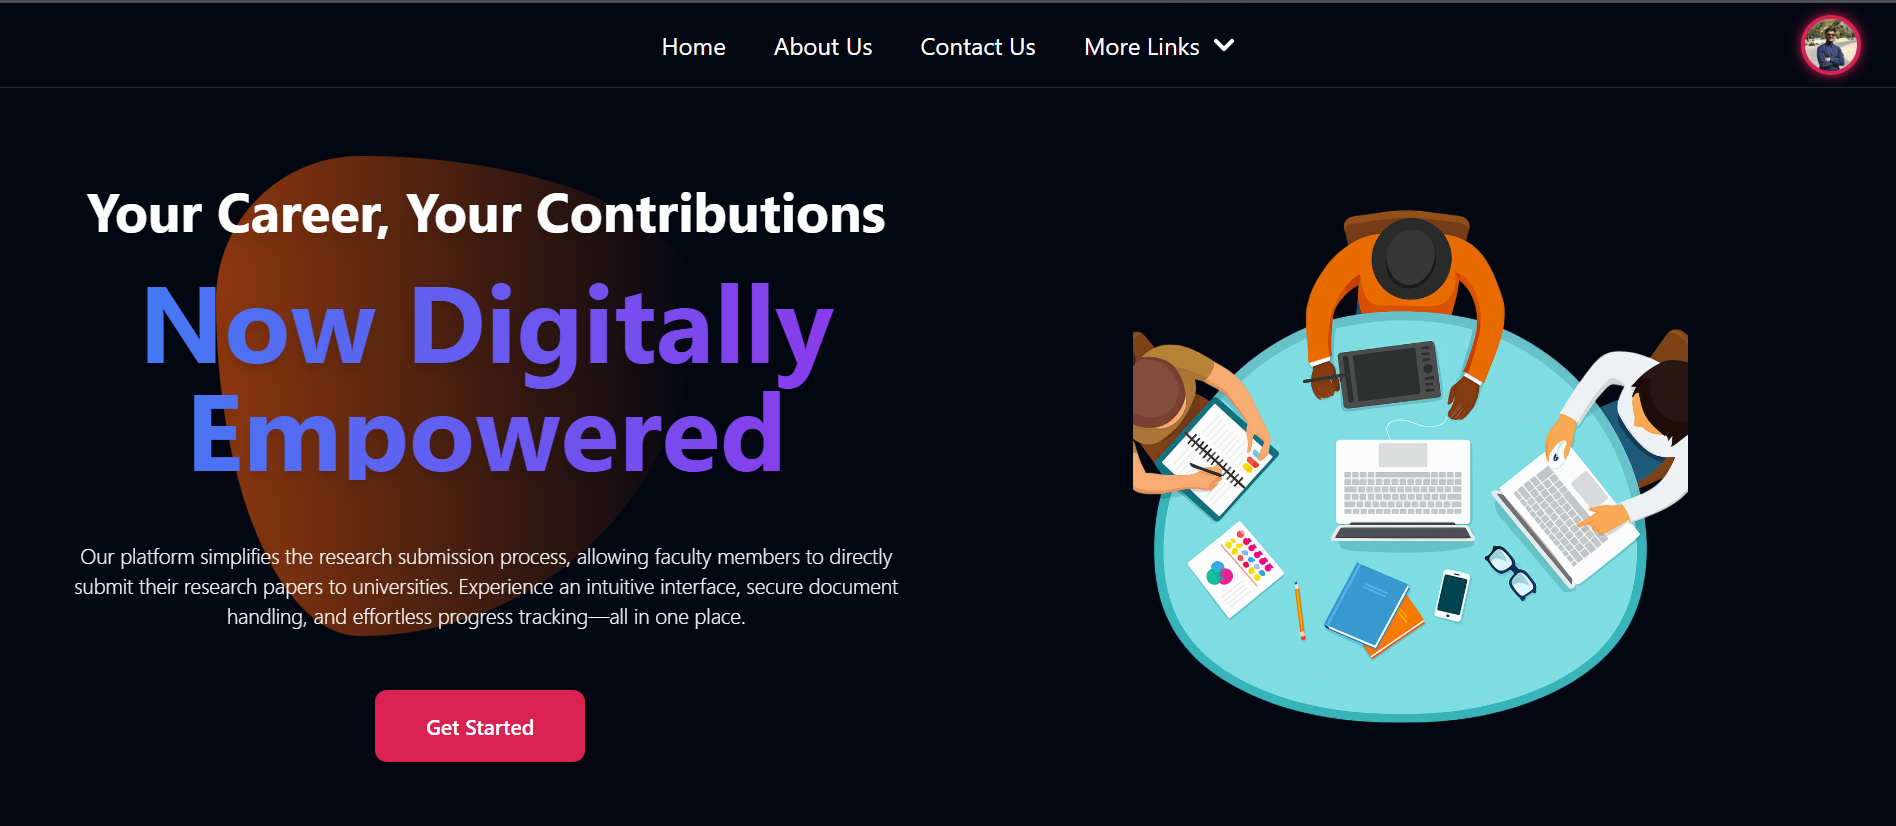 Home About Us Contact Us More Links
Your Career, Your Contributions
Now Digitally
Empowered
Our platform simplifies the research submission process, allowing faculty members to directly
submit their research papers to universities. Experience an intuitive interface, secure document
handling, and effortless progress tracking—all in one place.
Get Started